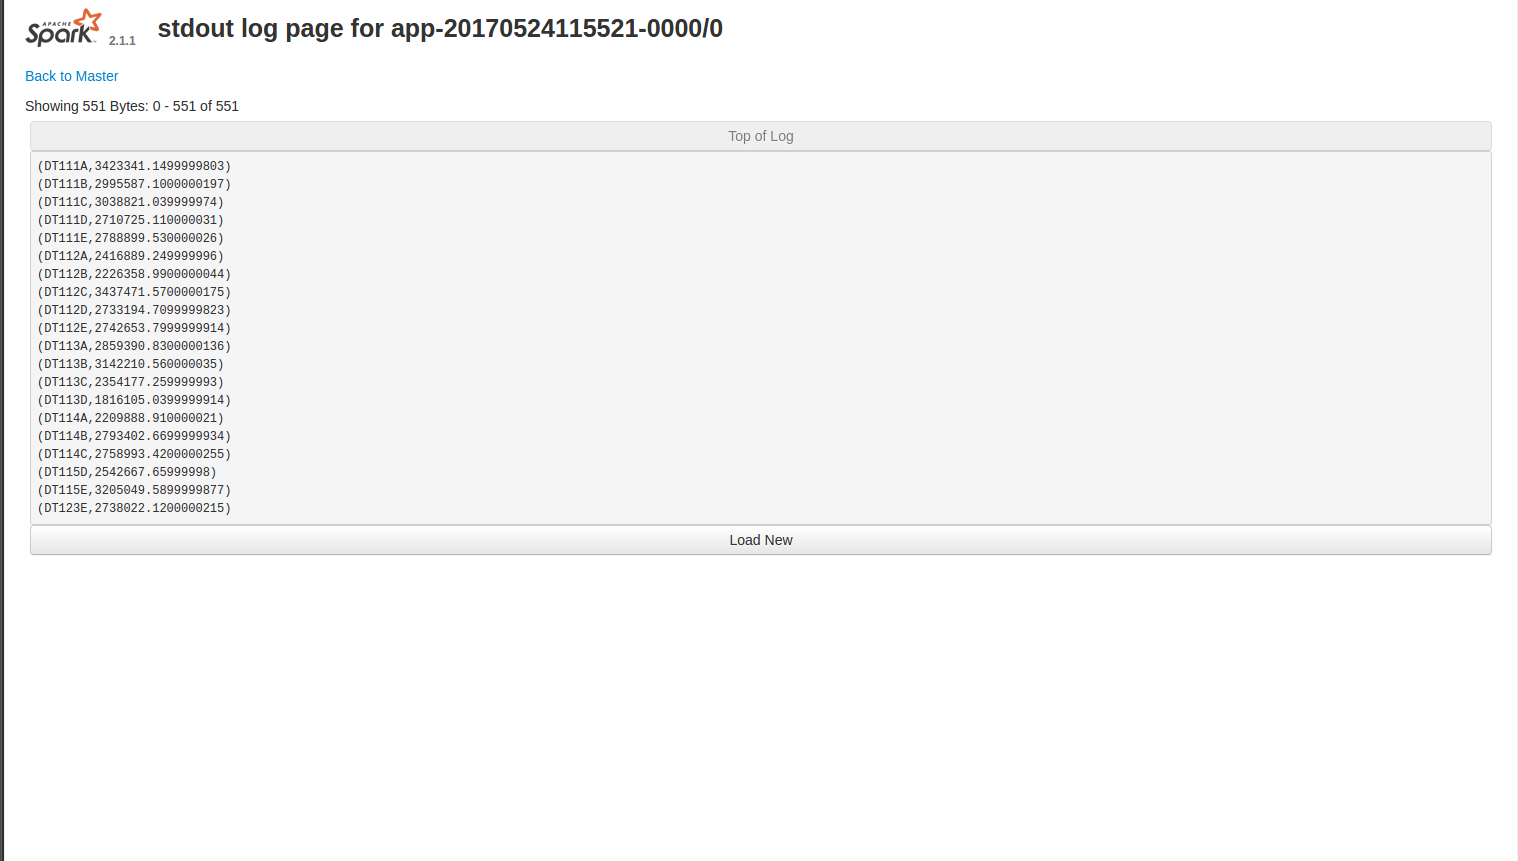 APACHE
Spark 2.1.1 stdout log page for app-20170524115521-0000/0
Back to Master
Showing 551 Bytes: 0 - 551 of 551
Top of Log
(DT111A,3423341.1499999803)
(DT111B,2995587.1000000197)
(DT111C,3038821.039999974)
(DT111D,2710725.110000031)
(DT111E,2788899.530000026)
(DT112A,2416889.249999996)
(DT112B,2226358.9900000044)
(DT112C,3437471.5700000175)
(DT112D,2733194.7099999823)
(DT112E,2742653.7999999914)
(DT113A,2859390.8300000136)
(DT113B,3142210.560000035)
(DT113C,2354177.259999993)
(DT113D,1816105.0399999914)
(DT114A,2209888.910000021)
(DT114B,2793402.6699999934)
(DT114C,2758993.4200000255)
(DT115D,2542667.65999998)
(DT115E,3205049.5899999877)
(DT123E,2738022.1200000215)
Load New